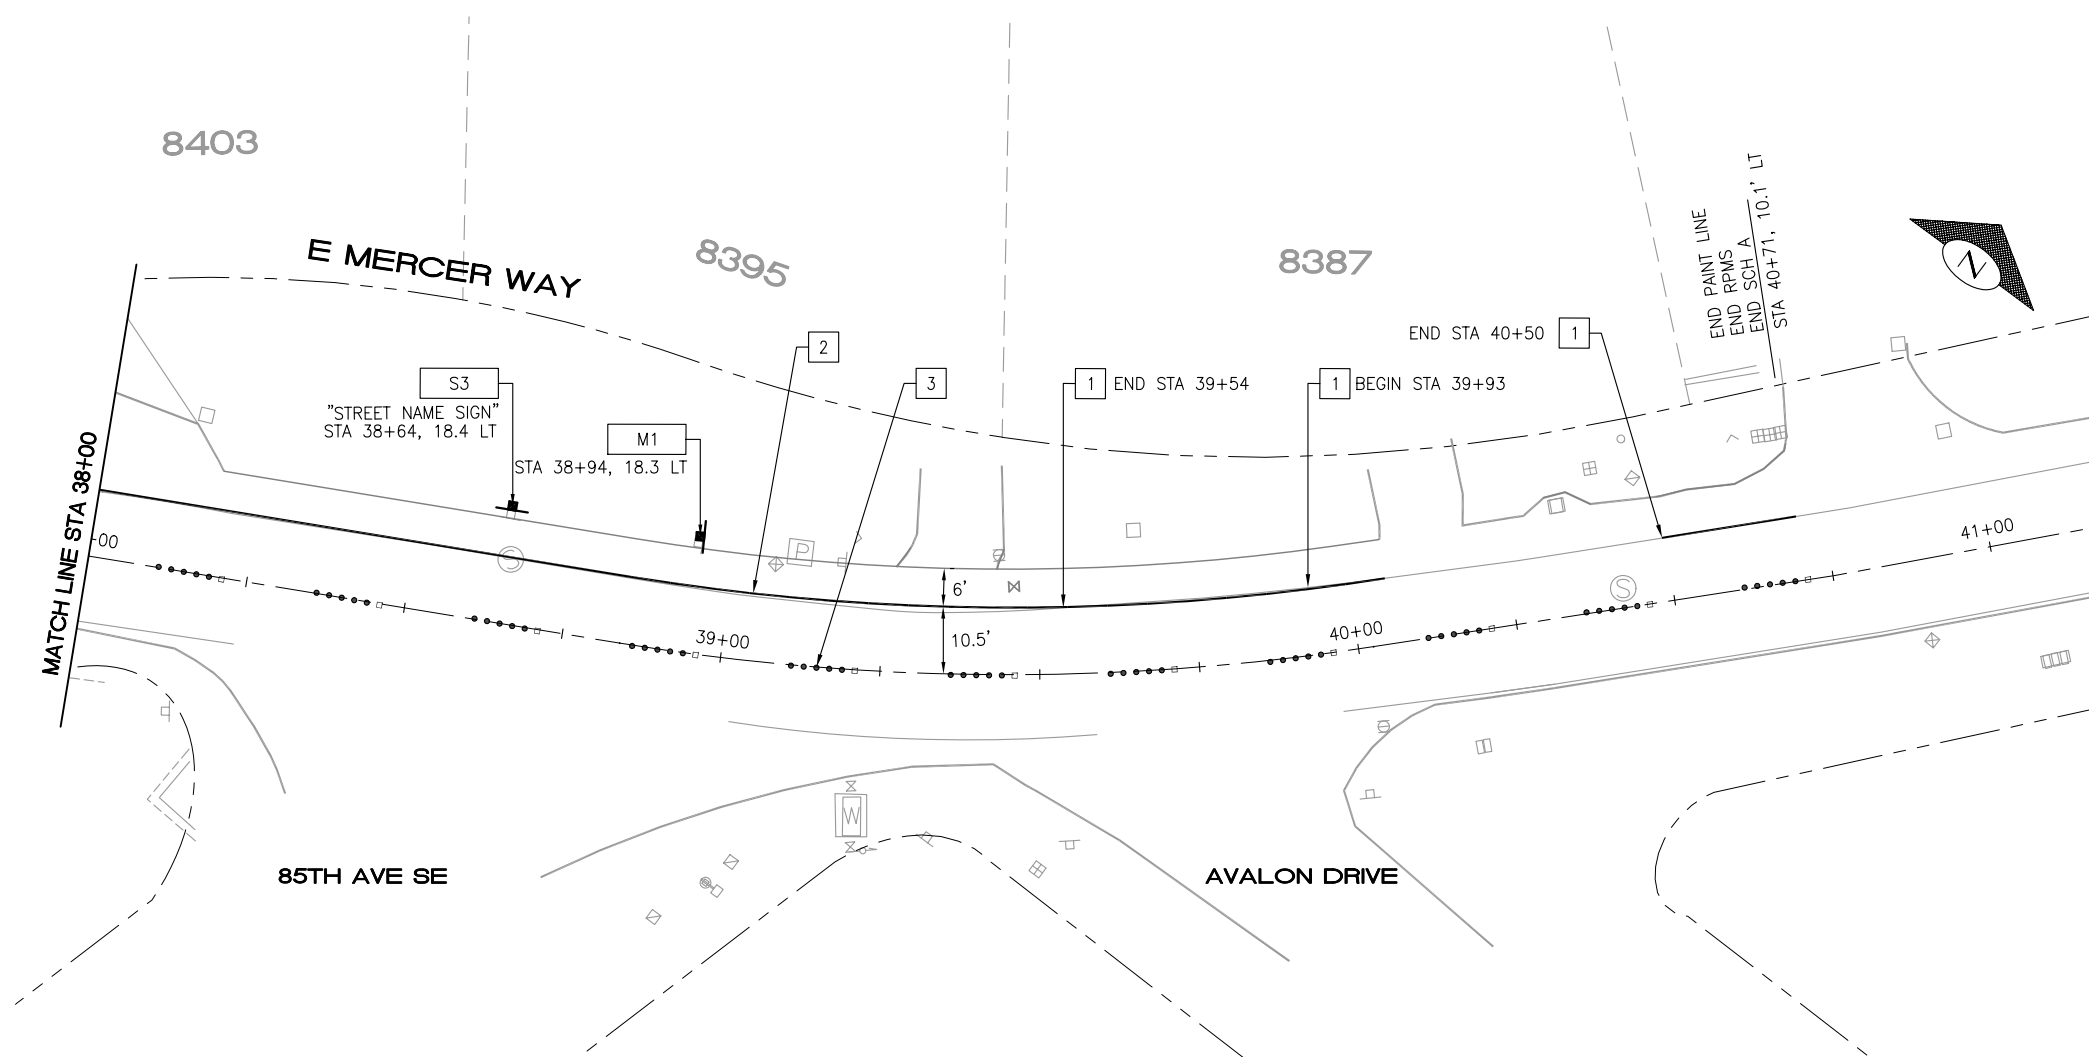 8403
8395
8387
E MERCER WAY
MATCH LINE STA 38+00
-00
S3
"STREET NAME SIGN"
STA 38+64, 18.4 LT
M1
STA 38+94, 18.3 LT
2
3
1 END STA 39+54
1 BEGIN STA 39+93
END STA 40+50 1
END PAINT LINE
END RPMS
END SCH A
STA 40+71, 10.1' LT
N
S
P
6'
10.5'
39+00
40+00
S
41+00
W
85TH AVE SE
AVALON DRIVE